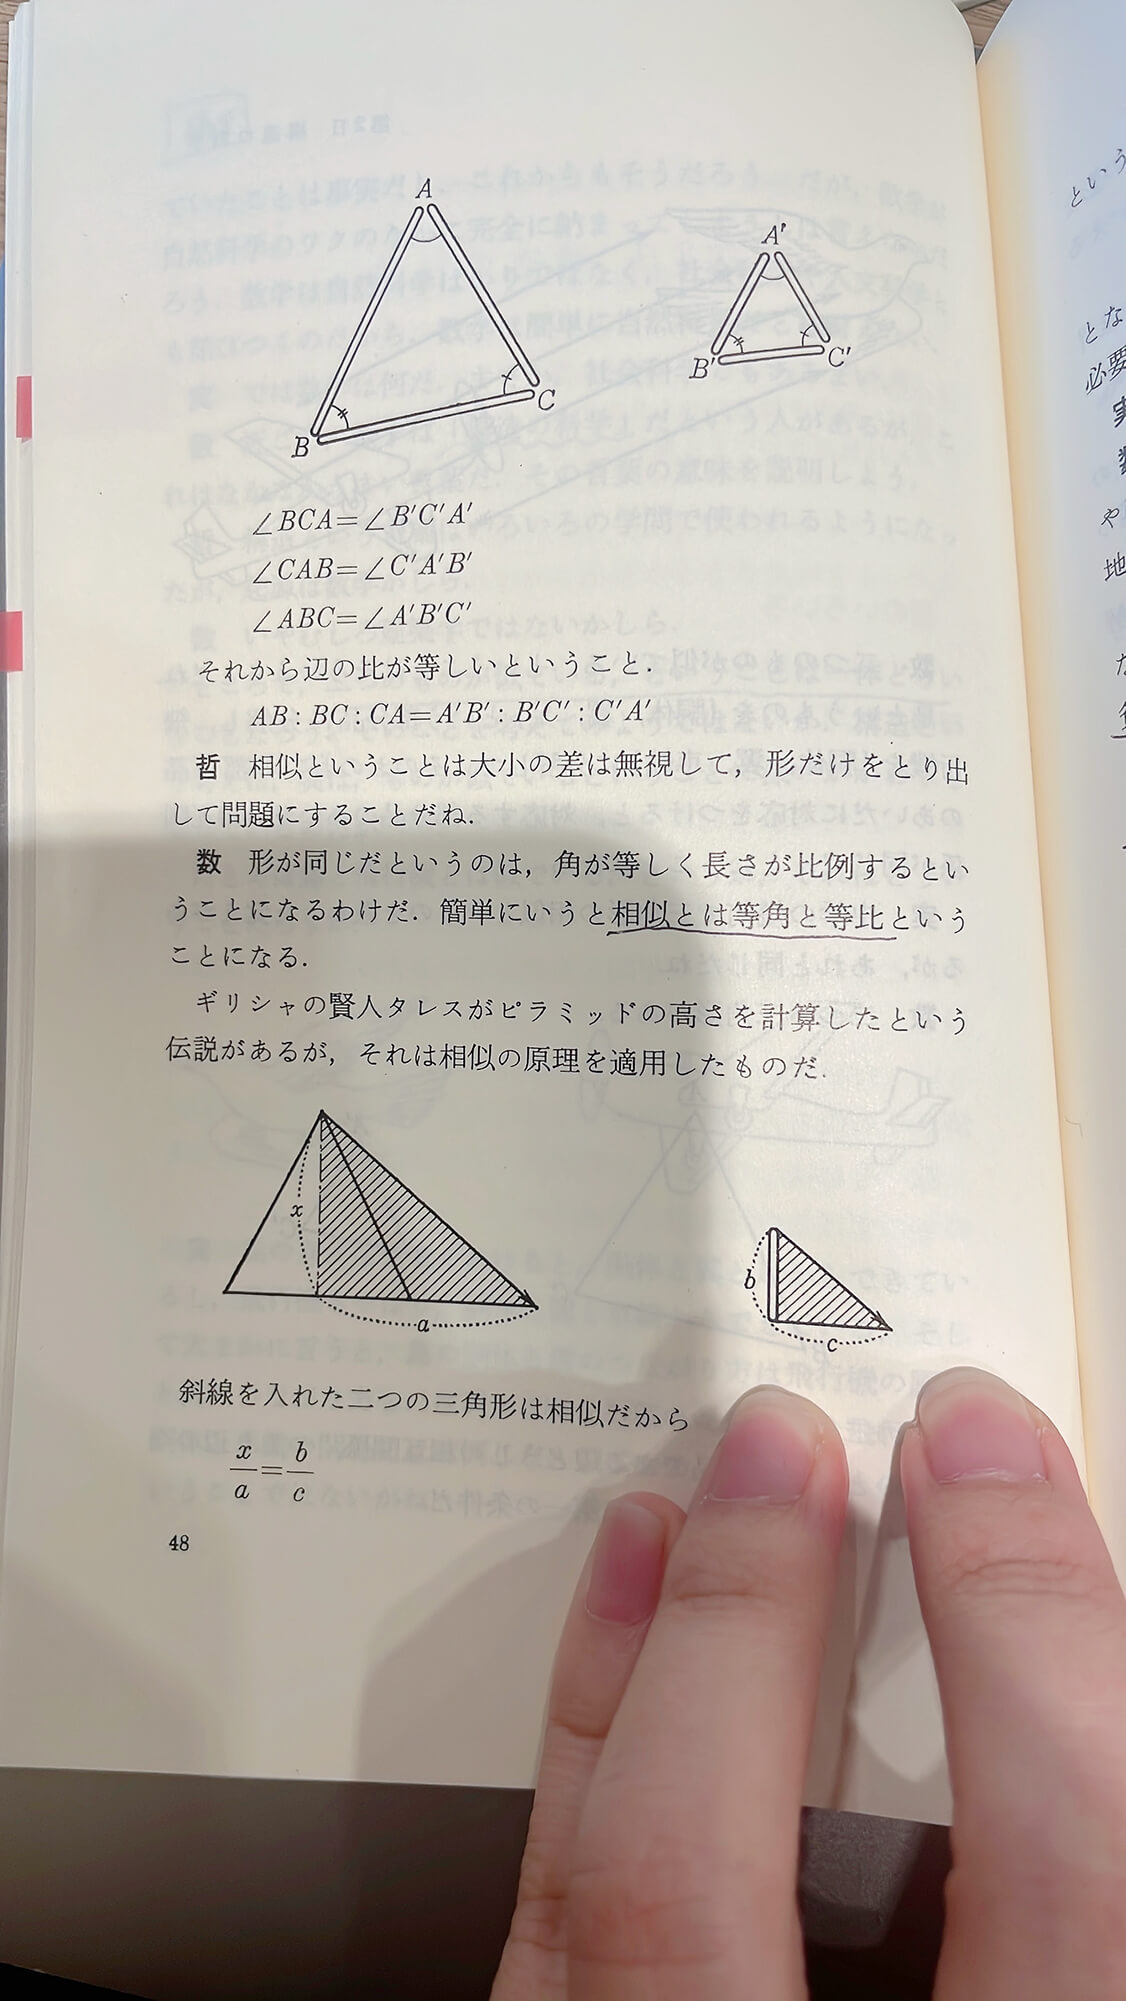 A
A′
B
C
B′
C′
∠BCA=∠B′C′A′
∠CAB=∠C′A′B′
∠ABC=∠A′B′C′
それから辺の比が等しいということ.
AB : BC : CA=A′B′ : B′C′ : C′A′
哲　相似ということは大小の差は無視して，形だけをとり出
して問題にすることだね.
数　形が同じだというのは，角が等しく長さが比例するとい
うことになるわけだ．簡単にいうと相似とは等角と等比という
ことになる.
ギリシャの賢人タレスがピラミッドの高さを計算したという
伝説があるが，それは相似の原理を適用したものだ.
x
a
b
c
斜線を入れた二つの三角形は相似だから
x/a=b/c
48
という
とな
必要
や
地